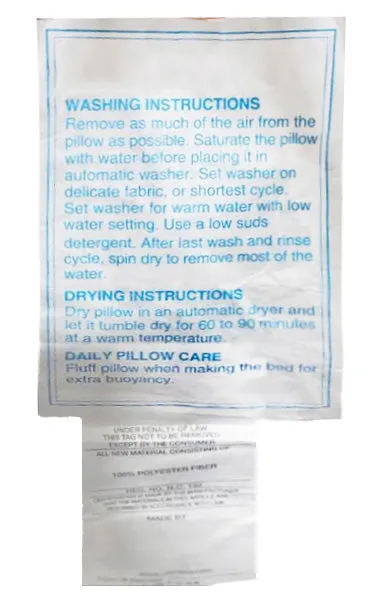 WASHING INSTRUCTIONS
Remove as much of the air from the
pillow as possible. Saturate the pillow
with water before placing it in
automatic washer. Set washer on
delicate fabric, or shortest cycle.
Set washer for warm water with low
water setting. Use a low suds
detergent. After last wash and rinse
cycle, spin dry to remove most of the
water.
DRYING INSTRUCTIONS
Dry pillow in an automatic dryer and
let it tumble dry for 60 to 90 minutes
at a warm temperature.
DAILY PILLOW CARE
Fluff pillow when making the bed for
extra buoyancy.
UNDER PENALTY OF LAW
THIS TAG NOT TO BE REMOVED
EXCEPT BY THE CONSUMER
ALL NEW MATERIAL CONSISTING OF
100% POLYESTER FIBER
REG. NO.
MADE BY